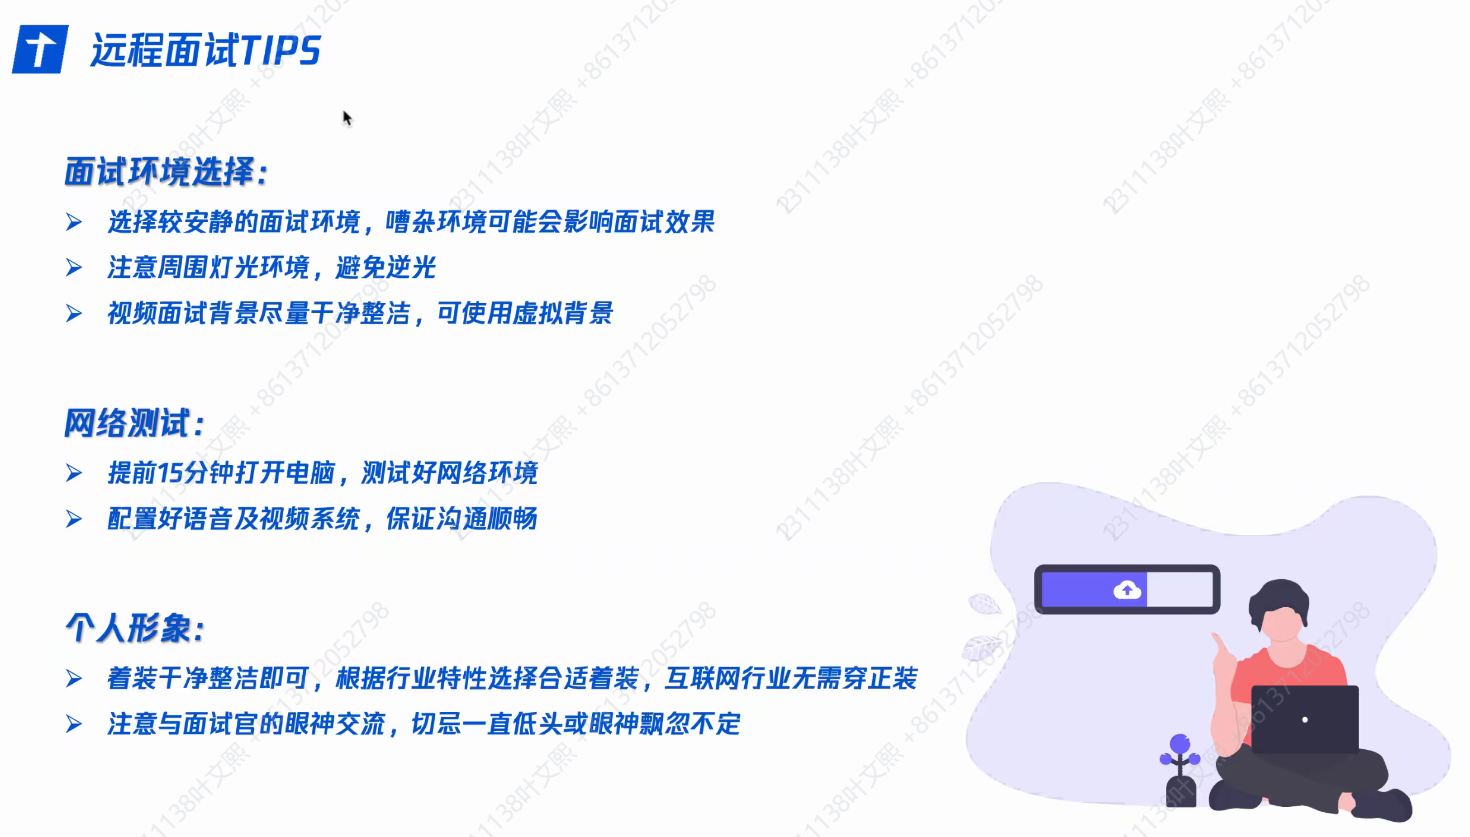 远程面试TIPS
面试环境选择：
选择较安静的面试环境，嘈杂环境可能会影响面试效果
注意周围灯光环境，避免逆光
视频面试背景尽量干净整洁，可使用虚拟背景
网络测试：
提前15分钟打开电脑，测试好网络环境
配置好语音及视频系统，保证沟通顺畅
个人形象：
着装干净整洁即可，根据行业特性选择合适着装，互联网行业无需穿正装
注意与面试官的眼神交流，切忌一直低头或眼神飘忽不定
2311138叶文熙 +8613712052798